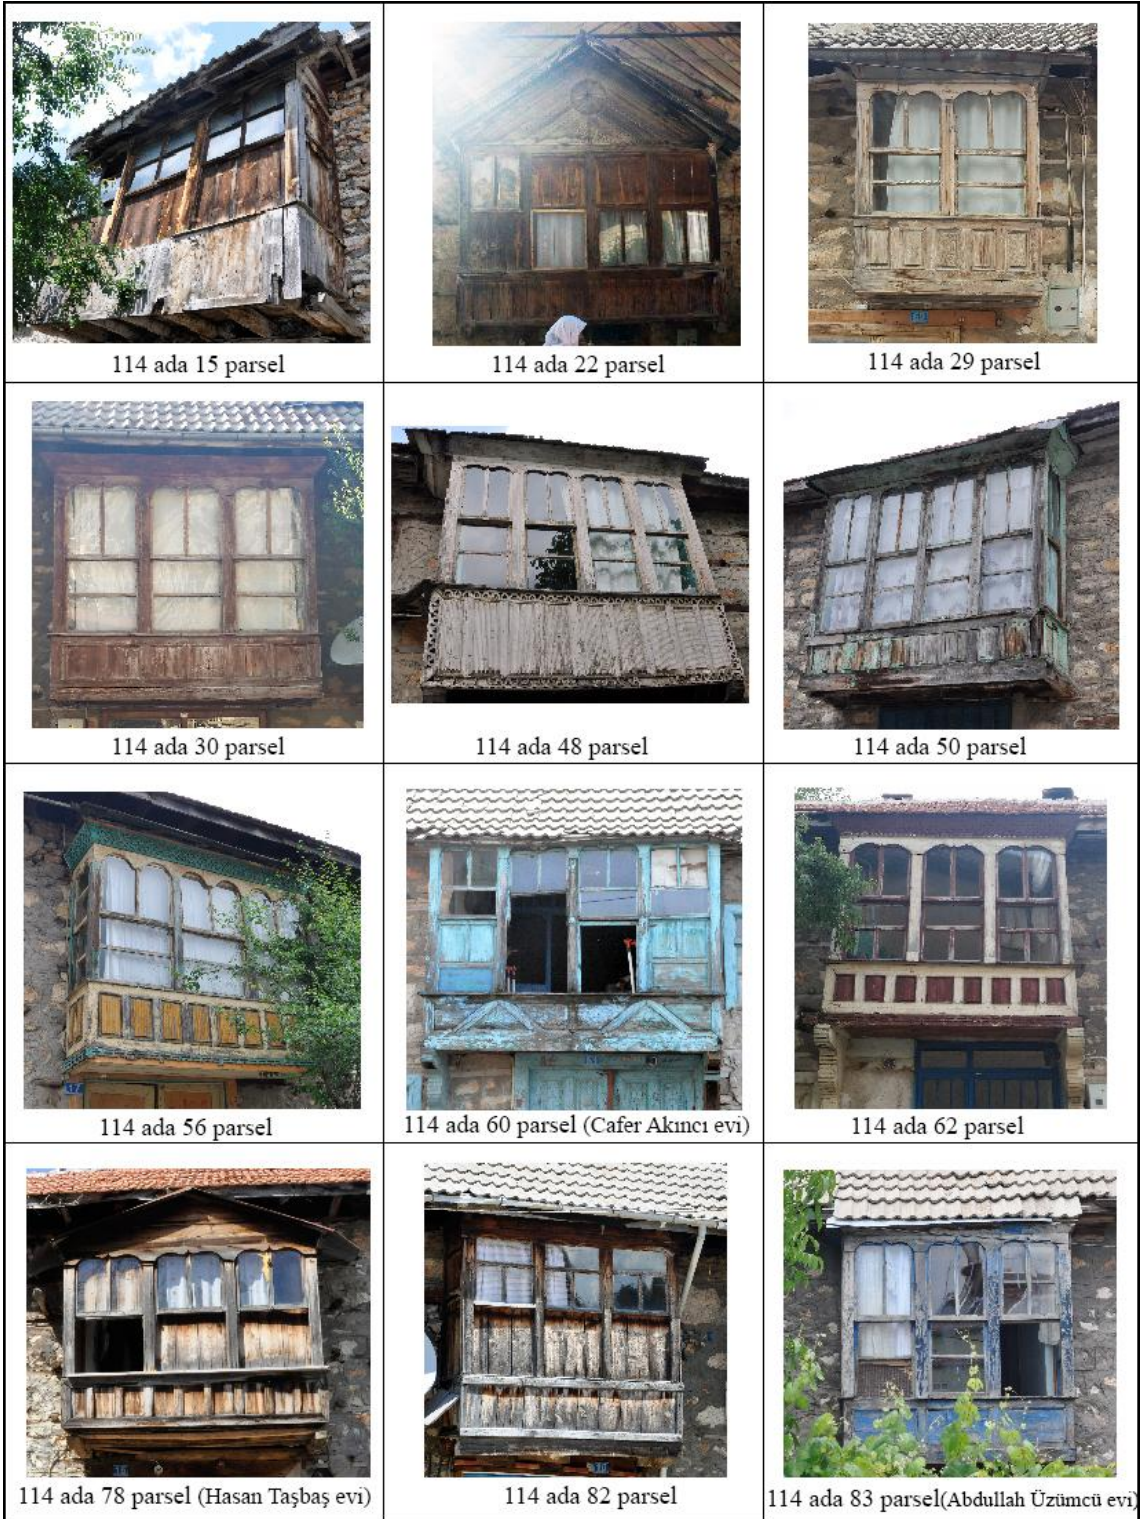 114 ada 15 parsel
114 ada 22 parsel
114 ada 29 parsel
114 ada 30 parsel
114 ada 48 parsel
114 ada 50 parsel
17
114 ada 56 parsel
114 ada 60 parsel (Cafer Akıncı evi)
114 ada 62 parsel
114 ada 78 parsel (Hasan Taşbaş evi)
114 ada 82 parsel
114 ada 83 parsel(Abdullah Üzümcü evi)